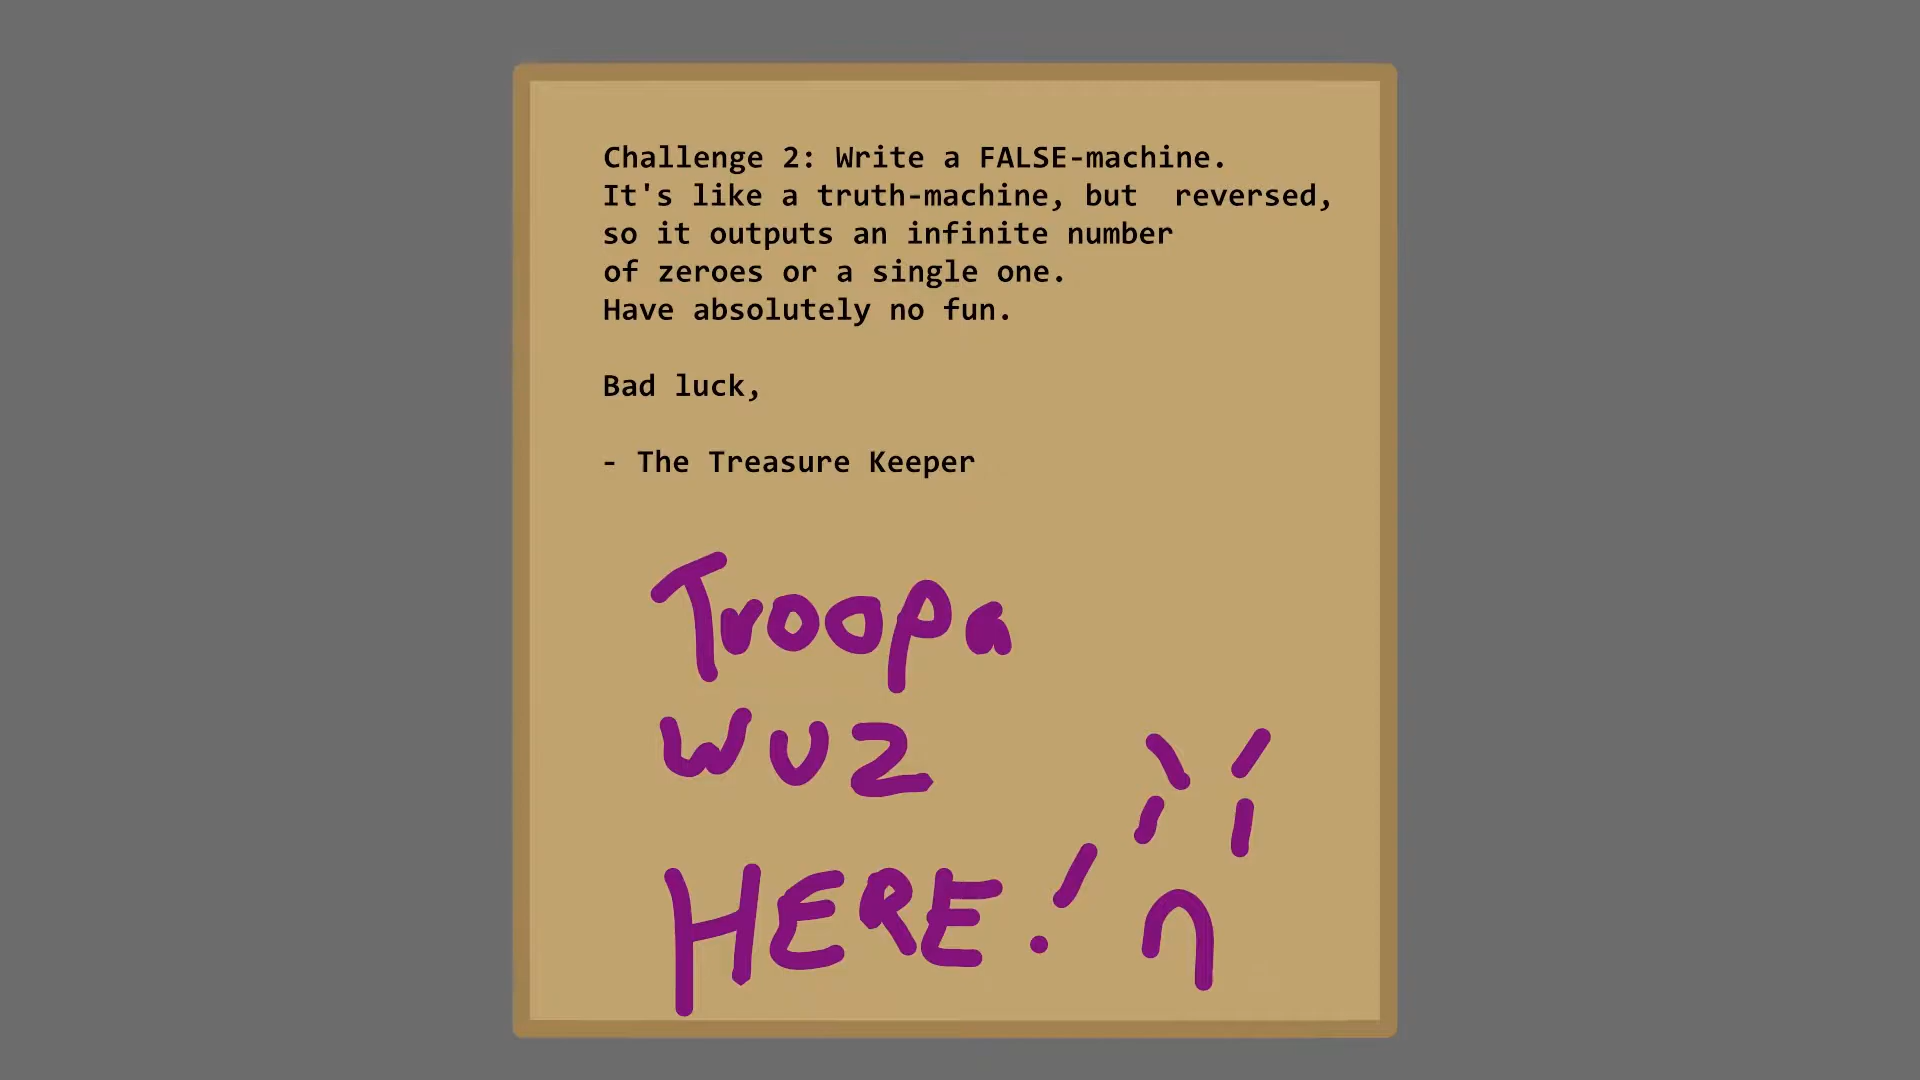 Challenge 2: Write a FALSE-machine.
It's like a truth-machine, but  reversed,
so it outputs an infinite number
of zeroes or a single one.
Have absolutely no fun.
Bad luck,
- The Treasure Keeper
Troopa
WUZ
HERE!